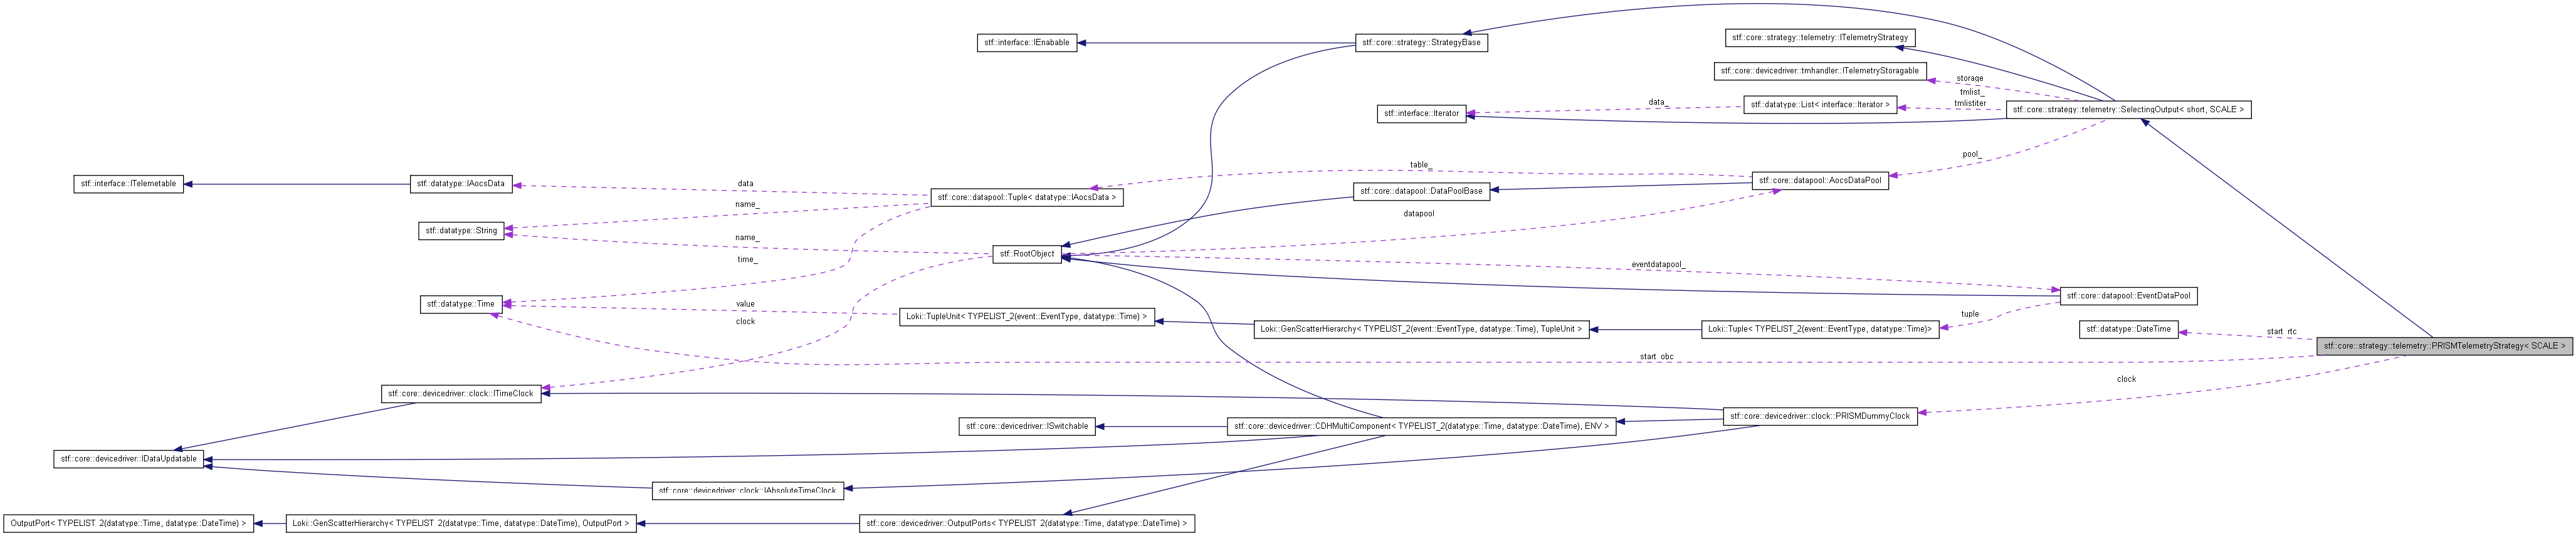 stf::interface::IEnabable
stf::core::strategy::StrategyBase
stf::core::strategy::telemetry::ITelemetryStrategy
stf::core::devicedriver::tmhandler::ITelemetryStoragable
storage
tmlist_
tmlistiter
stf::datatype::List< interface::Iterator >
data_
stf::interface::Iterator
stf::core::strategy::telemetry::SelectingOutput< short, SCALE >
pool_
table_
stf::interface::ITelemetable
stf::datatype::IAocsData
data
stf::core::datapool::Tuple< datatype::IAocsData >
stf::core::datapool::DataPoolBase
stf::core::datapool::AocsDataPool
name_
stf::datatype::String
datapool
name_
stf::RootObject
time_
eventdatapool_
stf::datatype::Time
value
clock
Loki::TupleUnit< TYPELIST_2(event::EventType, datatype::Time) >
Loki::GenScatterHierarchy< TYPELIST_2(event::EventType, datatype::Time), TupleUnit >
Loki::Tuple< TYPELIST_2(event::EventType, datatype::Time)>
tuple
stf::core::datapool::EventDataPool
stf::datatype::DateTime
start_rtc
stf::core::strategy::telemetry::PRISMTelemetryStrategy< SCALE >
start_obc
clock
stf::core::devicedriver::clock::ITimeClock
stf::core::devicedriver::clock::PRISMDummyClock
stf::core::devicedriver::ISwitchable
stf::core::devicedriver::CDHMultiComponent< TYPELIST_2(datatype::Time, datatype::DateTime), ENV >
stf::core::devicedriver::IDataUpdatable
stf::core::devicedriver::clock::IAbsoluteTimeClock
OutputPort< TYPELIST_2(datatype::Time, datatype::DateTime) >
Loki::GenScatterHierarchy< TYPELIST_2(datatype::Time, datatype::DateTime), OutputPort >
stf::core::devicedriver::OutputPorts< TYPELIST_2(datatype::Time, datatype::DateTime) >